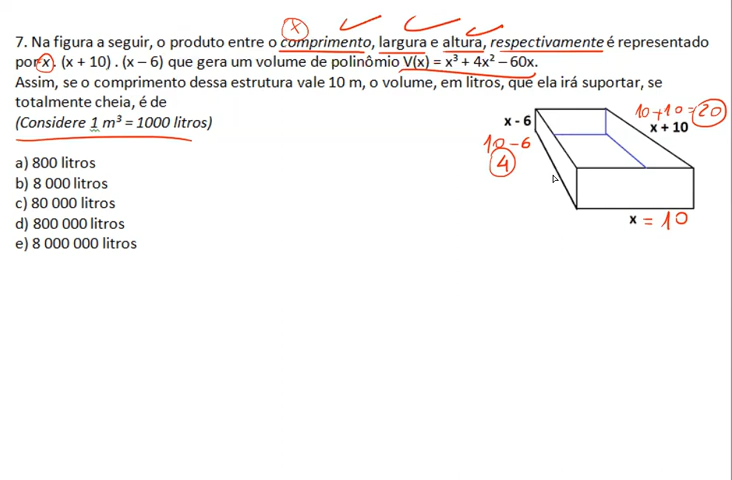 7. Na figura a seguir, o produto entre o comprimento, largura e altura, respectivamente é representado
por x. (x + 10) . (x – 6) que gera um volume de polinômio V(x) = x³ + 4x² – 60x.
Assim, se o comprimento dessa estrutura vale 10 m, o volume, em litros, que ela irá suportar, se
totalmente cheia, é de
(Considere 1 m³ = 1000 litros)
a) 800 litros
b) 8 000 litros
c) 80 000 litros
d) 800 000 litros
e) 8 000 000 litros
x
x - 6
10-6
4
10+10=20
x + 10
x = 10